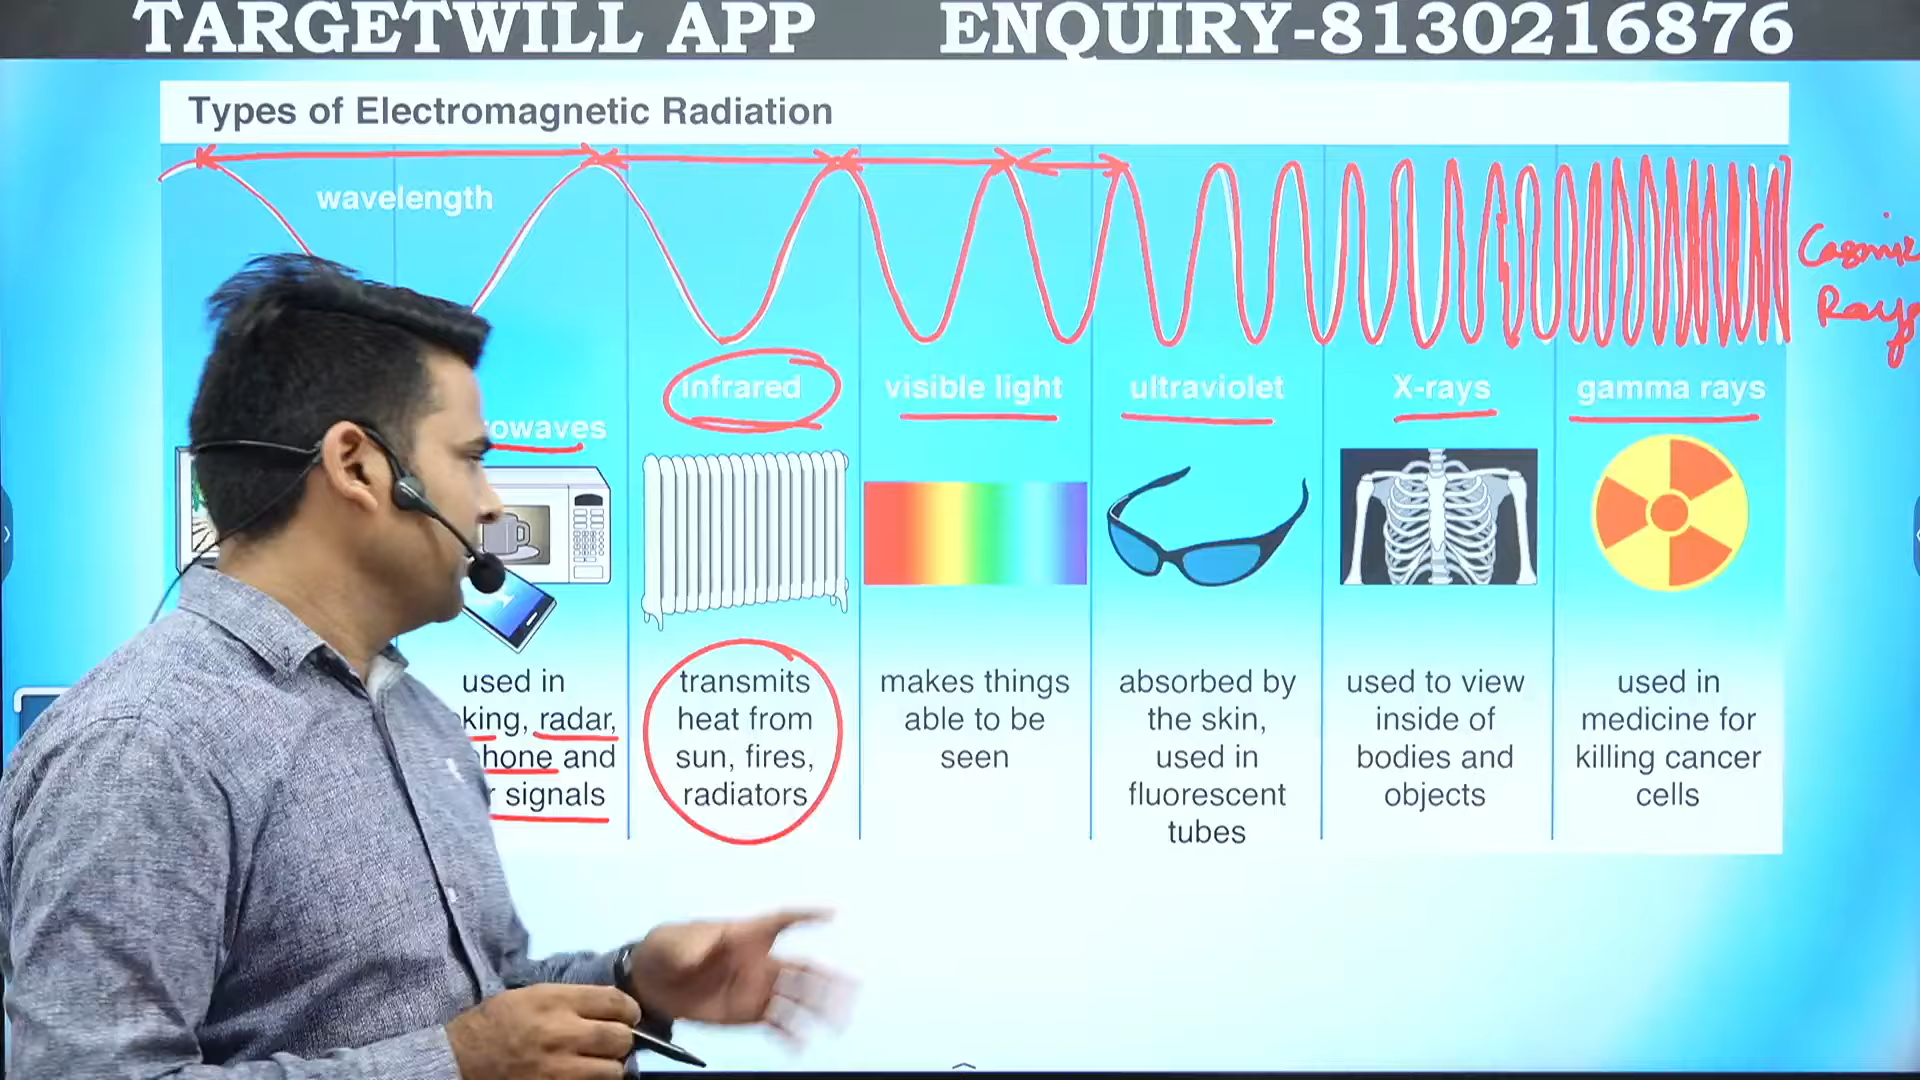 TARGETWILL APP ENQUIRY-8130216876
Types of Electromagnetic Radiation
wavelength
Cosmic
Rays
infrared
visible light
ultraviolet
X-rays
gamma rays
rowaves
used in
king, radar,
hone and
r signals
transmits
heat from
sun, fires,
radiators
makes things
able to be
seen
absorbed by
the skin,
used in
fluorescent
tubes
used to view
inside of
bodies and
objects
used in
medicine for
killing cancer
cells